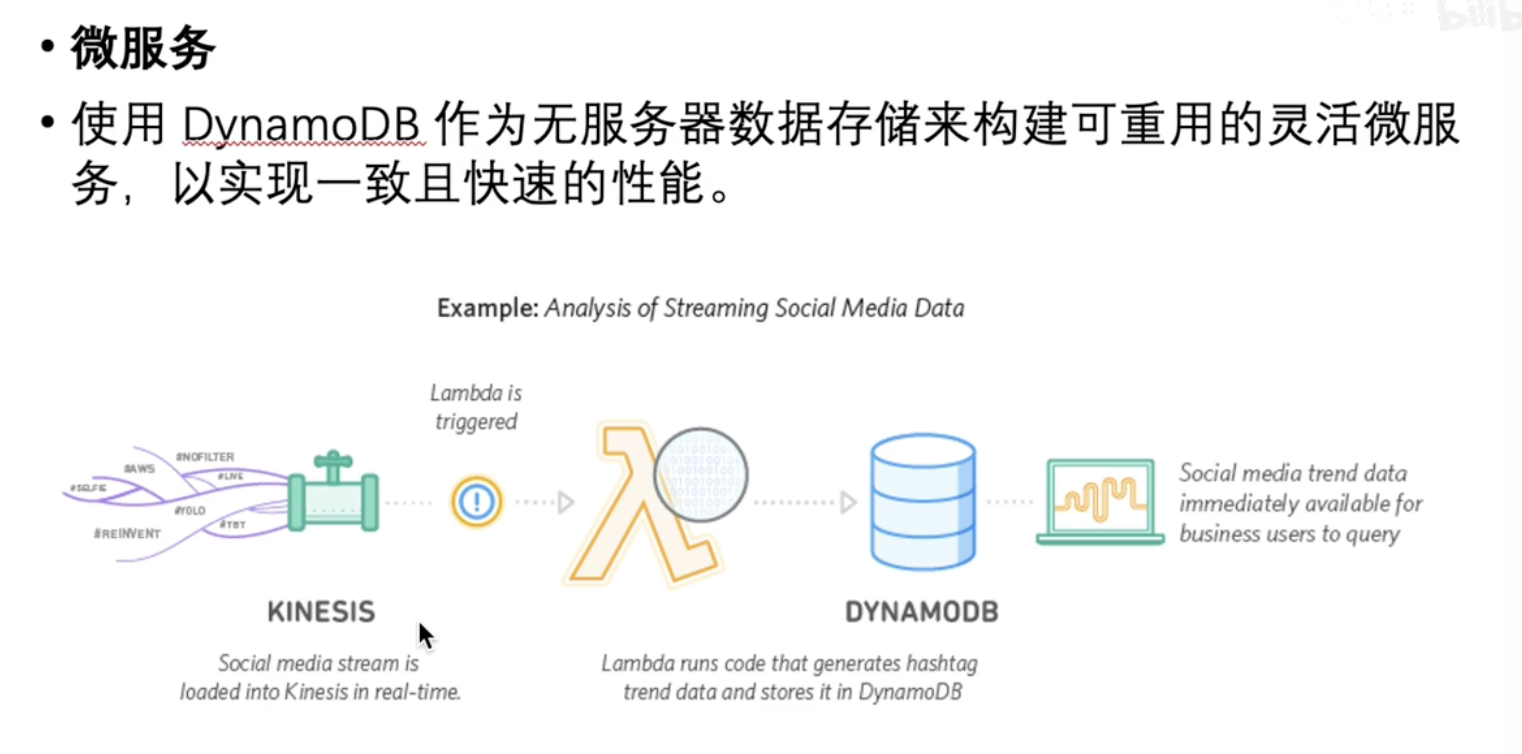 • 微服务
• 使用 DynamoDB 作为无服务器数据存储来构建可重用的灵活微服
务，以实现一致且快速的性能。
Example: Analysis of Streaming Social Media Data
Lambda is
triggered
#NOFILTER
#AWS
#LIVE
#SELFIE
#YOLO
#TBT
#REINVENT
KINESIS
Social media stream is
loaded into Kinesis in real-time.
Lambda runs code that generates hashtag
trend data and stores it in DynamoDB
DYNAMODB
Social media trend data
immediately available for
business users to query